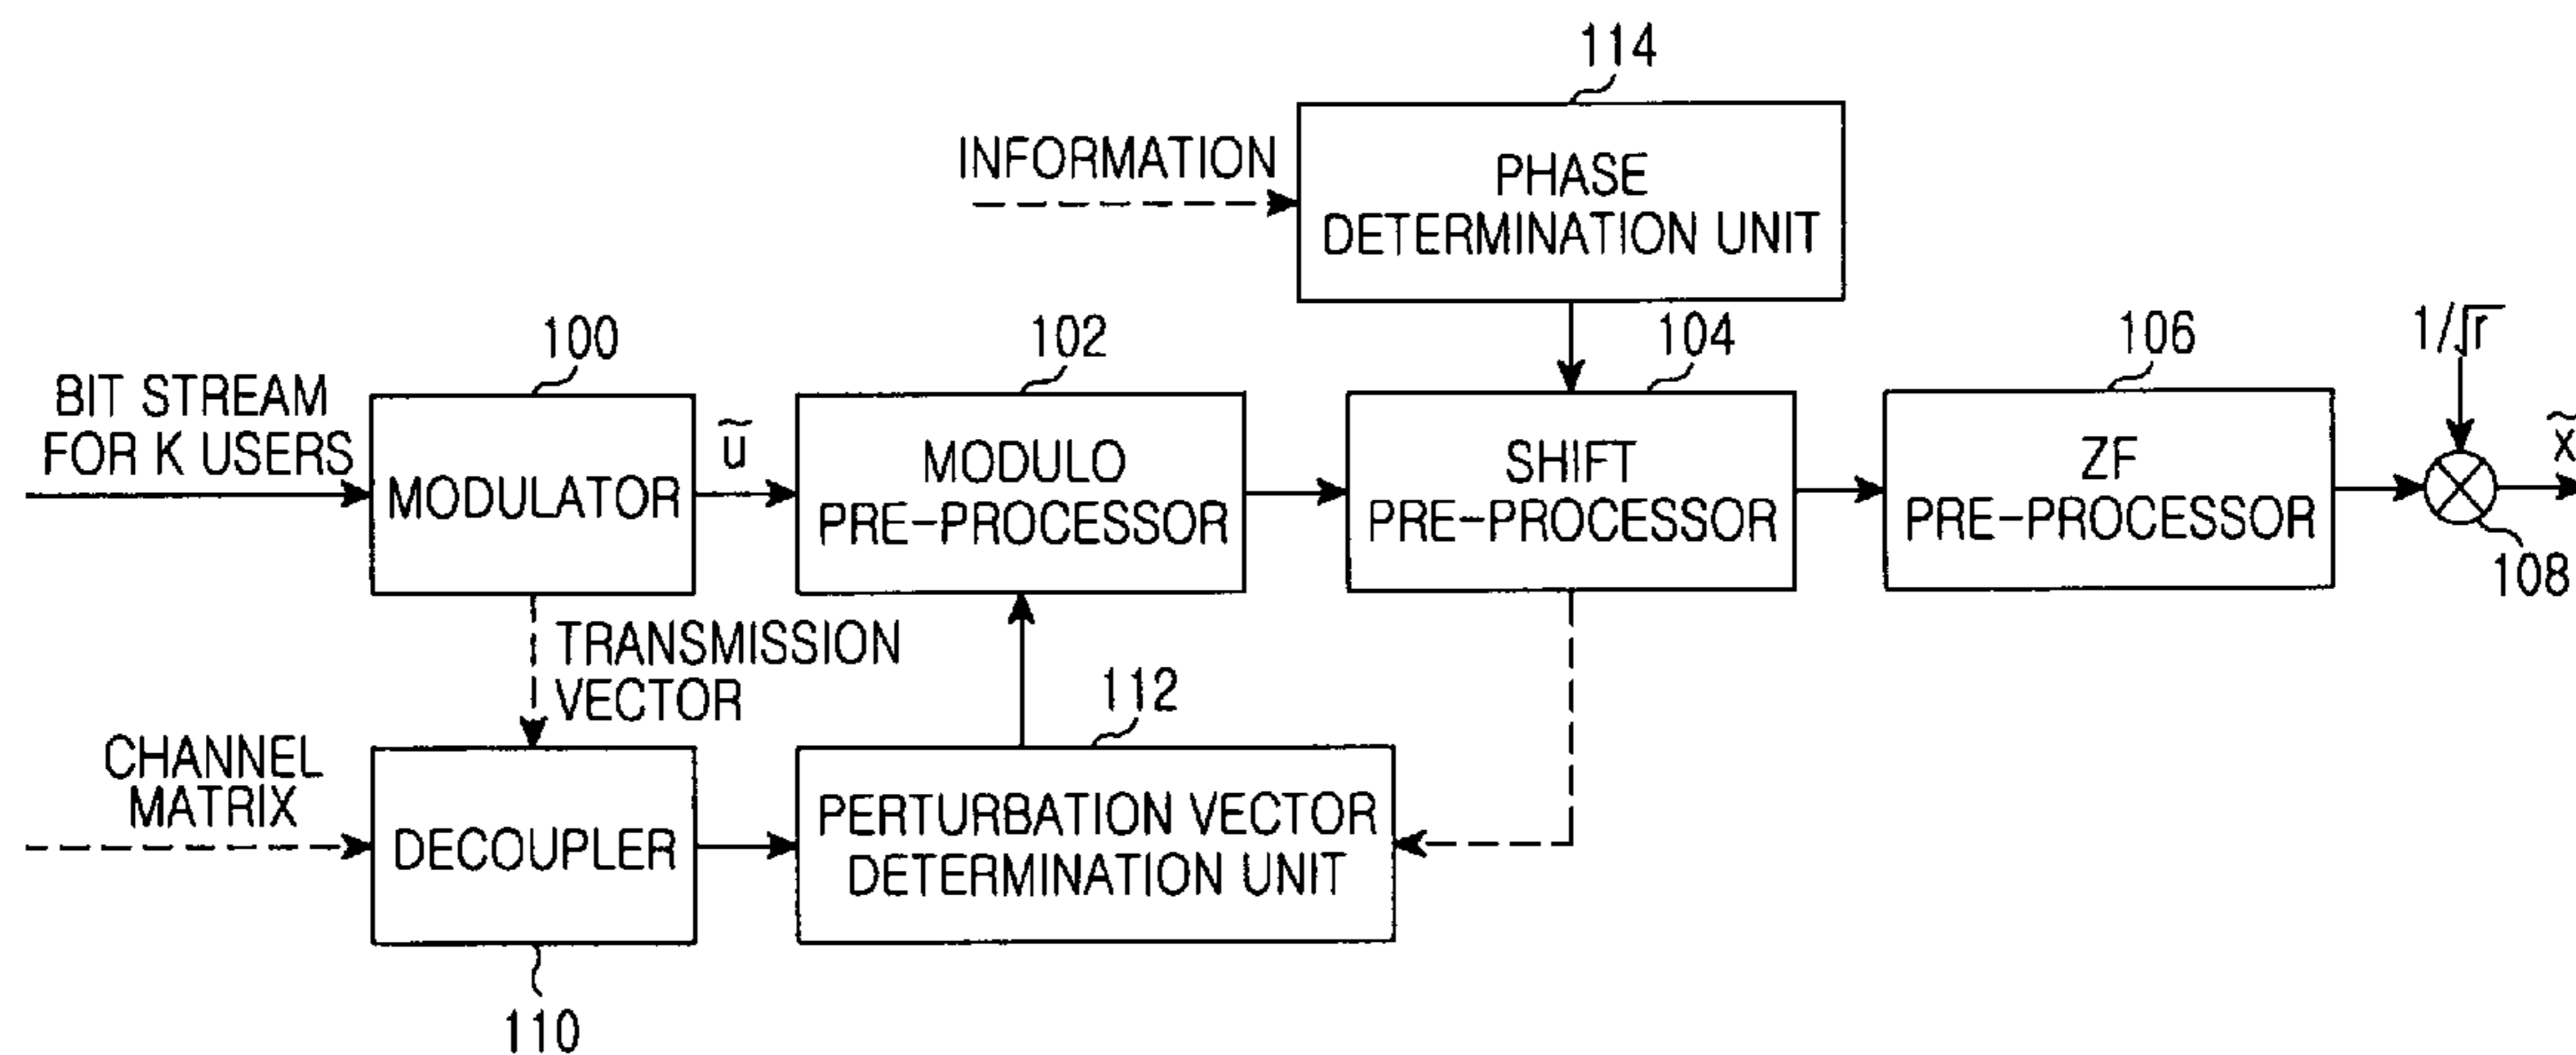 114
INFORMATION
PHASE
DETERMINATION UNIT
100
102
104
106
1/√r
BIT STREAM
FOR K USERS
MODULATOR
ũ
MODULO
PRE-PROCESSOR
SHIFT
PRE-PROCESSOR
ZF
PRE-PROCESSOR
x̃
108
TRANSMISSION
VECTOR
112
CHANNEL
MATRIX
DECOUPLER
PERTURBATION VECTOR
DETERMINATION UNIT
110